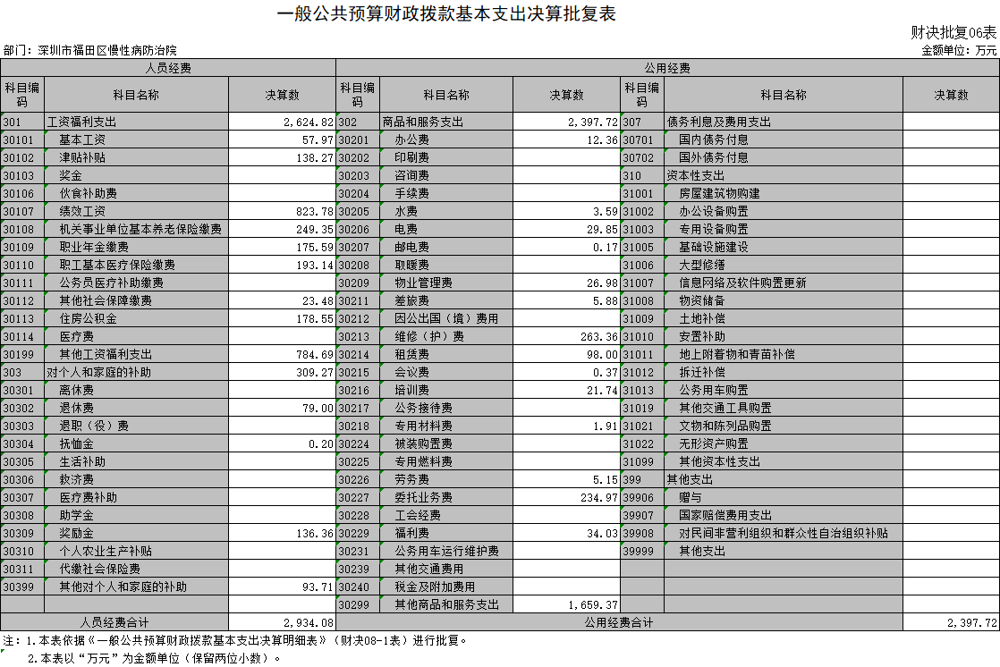 一般公共预算财政拨款基本支出决算批复表
财决批复06表
部门：深圳市福田区慢性病防治院 金额单位：万元
人员经费 公用经费
科目编码 科目名称 决算数 科目编码 科目名称 决算数 科目编码 科目名称 决算数
301 工资福利支出 2,624.82 302 商品和服务支出 2,397.72 307 债务利息及费用支出
30101 基本工资 57.97 30201 办公费 12.36 30701 国内债务付息
30102 津贴补贴 138.27 30202 印刷费 30702 国外债务付息
30103 奖金 30203 咨询费 310 资本性支出
30106 伙食补助费 30204 手续费 31001 房屋建筑物购建
30107 绩效工资 823.78 30205 水费 3.59 31002 办公设备购置
30108 机关事业单位基本养老保险缴费 249.35 30206 电费 29.85 31003 专用设备购置
30109 职业年金缴费 175.59 30207 邮电费 0.17 31005 基础设施建设
30110 职工基本医疗保险缴费 193.14 30208 取暖费 31006 大型修缮
30111 公务员医疗补助缴费 30209 物业管理费 26.98 31007 信息网络及软件购置更新
30112 其他社会保障缴费 23.48 30211 差旅费 5.88 31008 物资储备
30113 住房公积金 178.55 30212 因公出国（境）费用 31009 土地补偿
30114 医疗费 30213 维修（护）费 263.36 31010 安置补助
30199 其他工资福利支出 784.69 30214 租赁费 98.00 31011 地上附着物和青苗补偿
303 对个人和家庭的补助 309.27 30215 会议费 0.37 31012 拆迁补偿
30301 离休费 30216 培训费 21.74 31013 公务用车购置
30302 退休费 79.00 30217 公务接待费 31019 其他交通工具购置
30303 退职（役）费 30218 专用材料费 1.91 31021 文物和陈列品购置
30304 抚恤金 0.20 30224 被装购置费 31022 无形资产购置
30305 生活补助 30225 专用燃料费 31099 其他资本性支出
30306 救济费 30226 劳务费 5.15 399 其他支出
30307 医疗费补助 30227 委托业务费 234.97 39906 赠与
30308 助学金 30228 工会经费 39907 国家赔偿费用支出
30309 奖励金 136.36 30229 福利费 34.03 39908 对民间非营利组织和群众性自治组织补贴
30310 个人农业生产补贴 30231 公务用车运行维护费 39999 其他支出
30311 代缴社会保险费 30239 其他交通费用
30399 其他对个人和家庭的补助 93.71 30240 税金及附加费用
30299 其他商品和服务支出 1,659.37
人员经费合计 2,934.08 公用经费合计 2,397.72
注：1.本表依据《一般公共预算财政拨款基本支出决算明细表》（财决08-1表）进行批复。
2.本表以“万元”为金额单位（保留两位小数）。